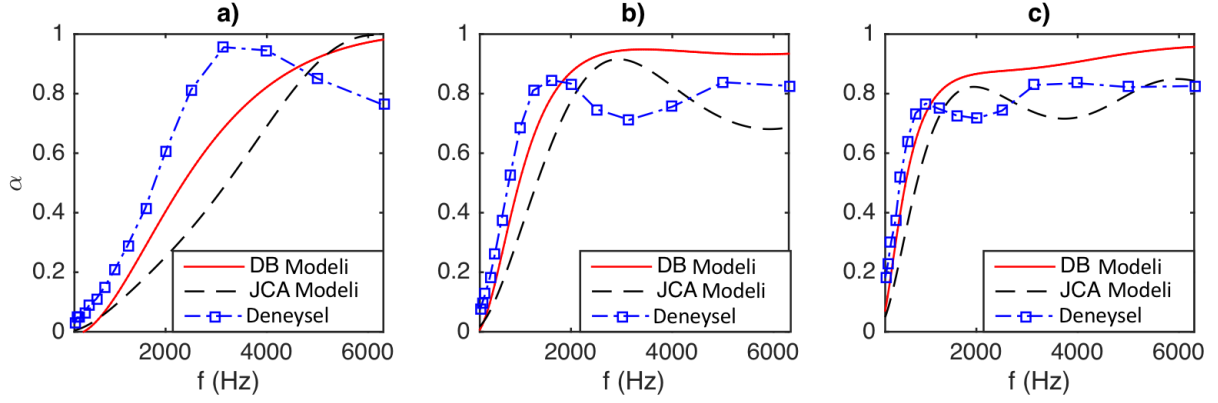 a)
b)
c)
1
0.8
0.6
0.4
0.2
0
α
DB Modeli
JCA Modeli
Deneysel
2000 4000 6000
f (Hz)
1
0.8
0.6
0.4
0.2
0
DB Modeli
JCA Modeli
Deneysel
2000 4000 6000
f (Hz)
1
0.8
0.6
0.4
0.2
0
DB Modeli
JCA Modeli
Deneysel
2000 4000 6000
f (Hz)